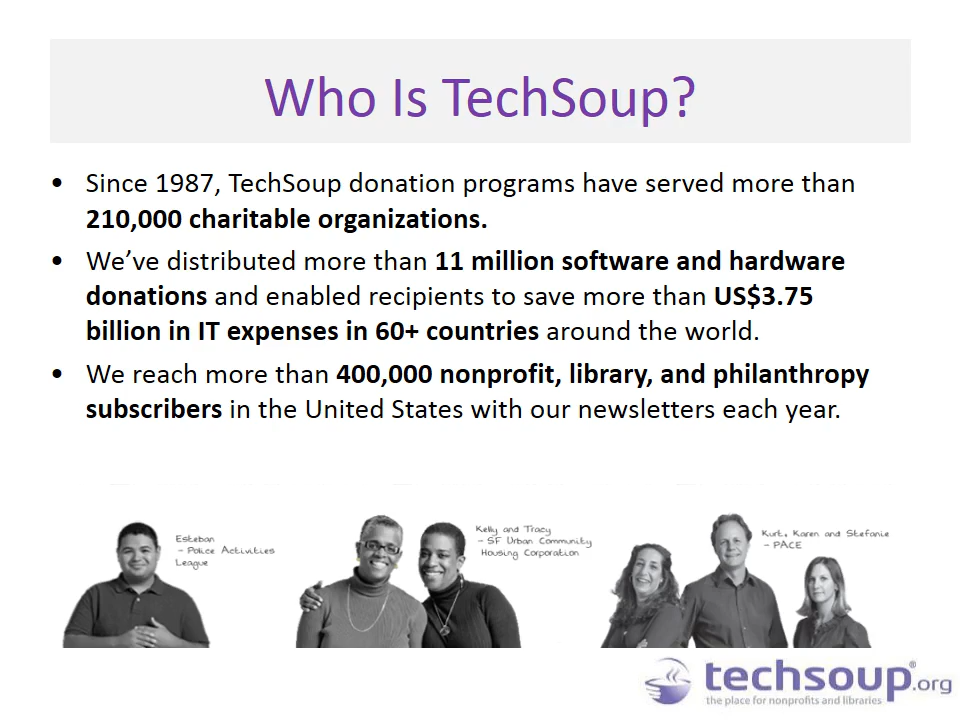 Who Is TechSoup?
• Since 1987, TechSoup donation programs have served more than
210,000 charitable organizations.
• We’ve distributed more than 11 million software and hardware
donations and enabled recipients to save more than US$3.75
billion in IT expenses in 60+ countries around the world.
• We reach more than 400,000 nonprofit, library, and philanthropy
subscribers in the United States with our newsletters each year.
Esteban
– Police Activities
League
Kelly and Tracy
– SF Urban Community
Housing Corporation
Kurt, Karen and Stefanie
– PACE
techsoup®.org
the place for nonprofits and libraries